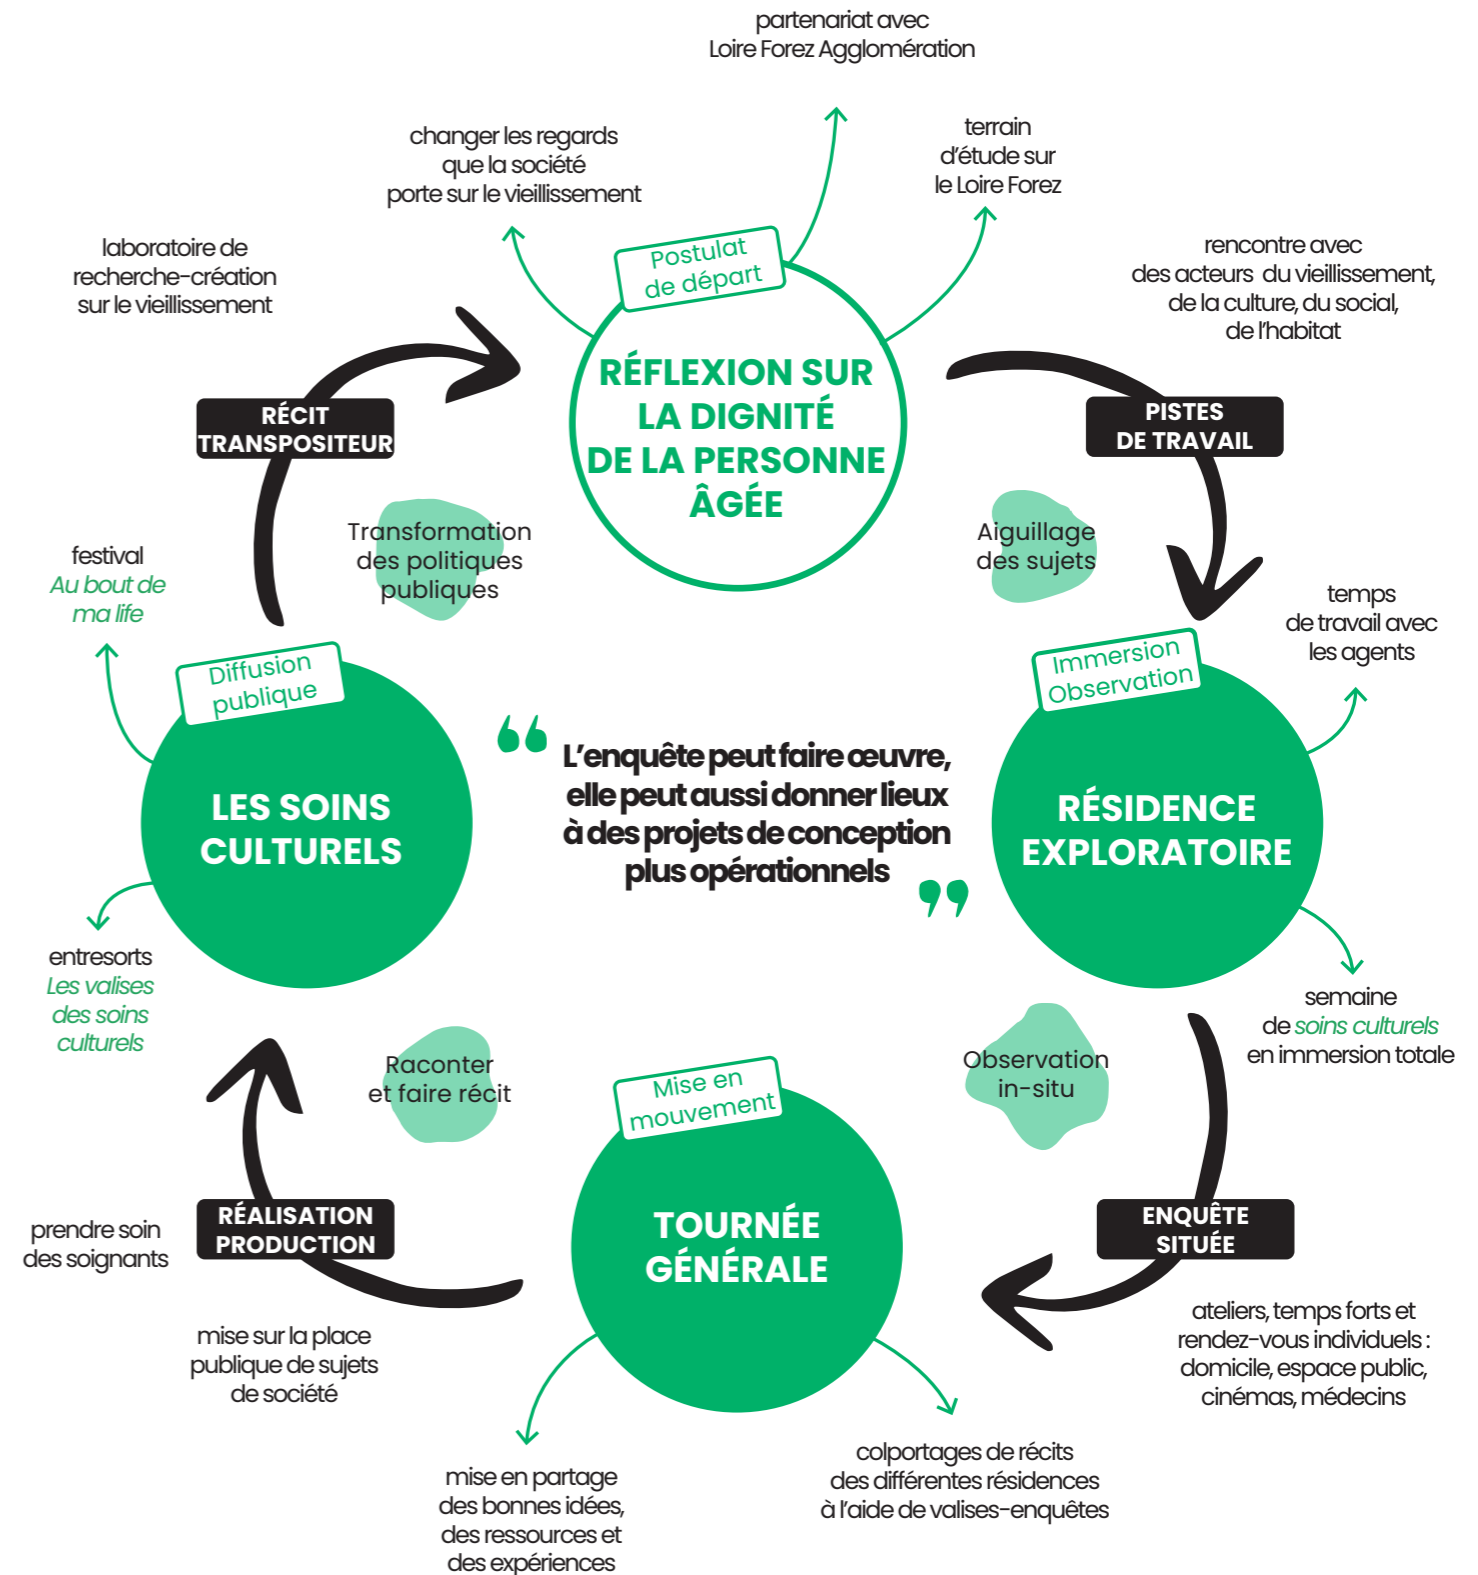 partenariat avec
Loire Forez Agglomération
changer les regards
que la société
porte sur le vieillissement
terrain
d'étude sur
le Loire Forez
laboratoire de
recherche-création
sur le vieillissement
rencontre avec
des acteurs du vieillissement,
de la culture, du social,
de l'habitat
Postulat
de départ
RÉFLEXION SUR
LA DIGNITÉ
DE LA PERSONNE
ÂGÉE
RÉCIT
TRANSPOSITEUR
PISTES
DE TRAVAIL
Transformation
des politiques
publiques
Aiguillage
des sujets
festival
Au bout de
ma life
temps
de travail avec
les agents
Diffusion
publique
LES SOINS
CULTURELS
Immersion
Observation
RÉSIDENCE
EXPLORATOIRE
“
L'enquête peut faire œuvre,
elle peut aussi donner lieux
à des projets de conception
plus opérationnels
”
entresorts
Les valises
des soins
culturels
semaine
de soins culturels
en immersion totale
Raconter
et faire récit
Observation
in-situ
Mise en
mouvement
TOURNÉE
GÉNÉRALE
RÉALISATION
PRODUCTION
ENQUÊTE
SITUÉE
prendre soin
des soignants
mise sur la place
publique de sujets
de société
ateliers, temps forts et
rendez-vous individuels :
domicile, espace public,
cinémas, médecins
mise en partage
des bonnes idées,
des ressources et
des expériences
colportages de récits
des différentes résidences
à l'aide de valises-enquêtes